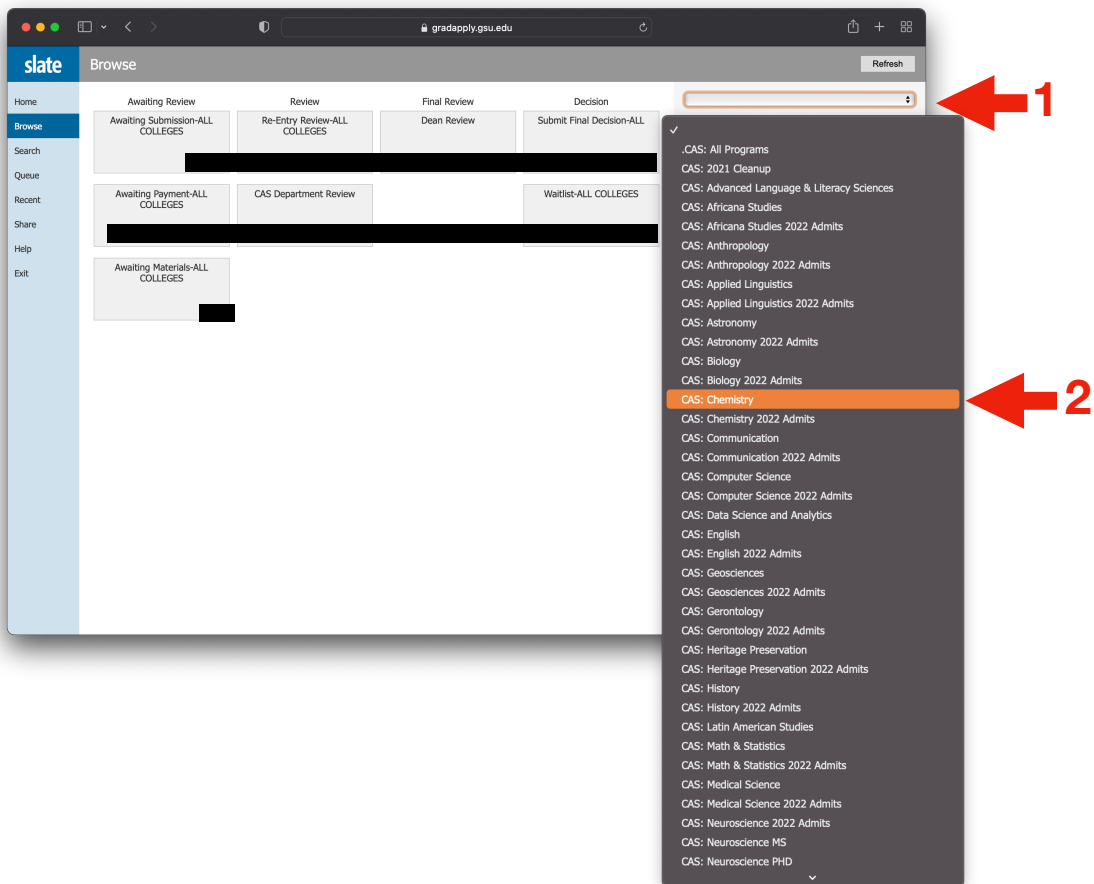 gradapply.gsu.edu
slate
Browse
Refresh
Home
Browse
Search
Queue
Recent
Share
Help
Exit
Awaiting Review
Review
Final Review
Decision
Awaiting Submission-ALL
COLLEGES
Re-Entry Review-ALL
COLLEGES
Dean Review
Submit Final Decision-ALL
Awaiting Payment-ALL
COLLEGES
CAS Department Review
Waitlist-ALL COLLEGES
Awaiting Materials-ALL
COLLEGES
1
✓
.CAS: All Programs
CAS: 2021 Cleanup
CAS: Advanced Language & Literacy Sciences
CAS: Africana Studies
CAS: Africana Studies 2022 Admits
CAS: Anthropology
CAS: Anthropology 2022 Admits
CAS: Applied Linguistics
CAS: Applied Linguistics 2022 Admits
CAS: Astronomy
CAS: Astronomy 2022 Admits
CAS: Biology
CAS: Biology 2022 Admits
CAS: Chemistry
2
CAS: Chemistry 2022 Admits
CAS: Communication
CAS: Communication 2022 Admits
CAS: Computer Science
CAS: Computer Science 2022 Admits
CAS: Data Science and Analytics
CAS: English
CAS: English 2022 Admits
CAS: Geosciences
CAS: Geosciences 2022 Admits
CAS: Gerontology
CAS: Gerontology 2022 Admits
CAS: Heritage Preservation
CAS: Heritage Preservation 2022 Admits
CAS: History
CAS: History 2022 Admits
CAS: Latin American Studies
CAS: Math & Statistics
CAS: Math & Statistics 2022 Admits
CAS: Medical Science
CAS: Medical Science 2022 Admits
CAS: Neuroscience 2022 Admits
CAS: Neuroscience MS
CAS: Neuroscience PHD